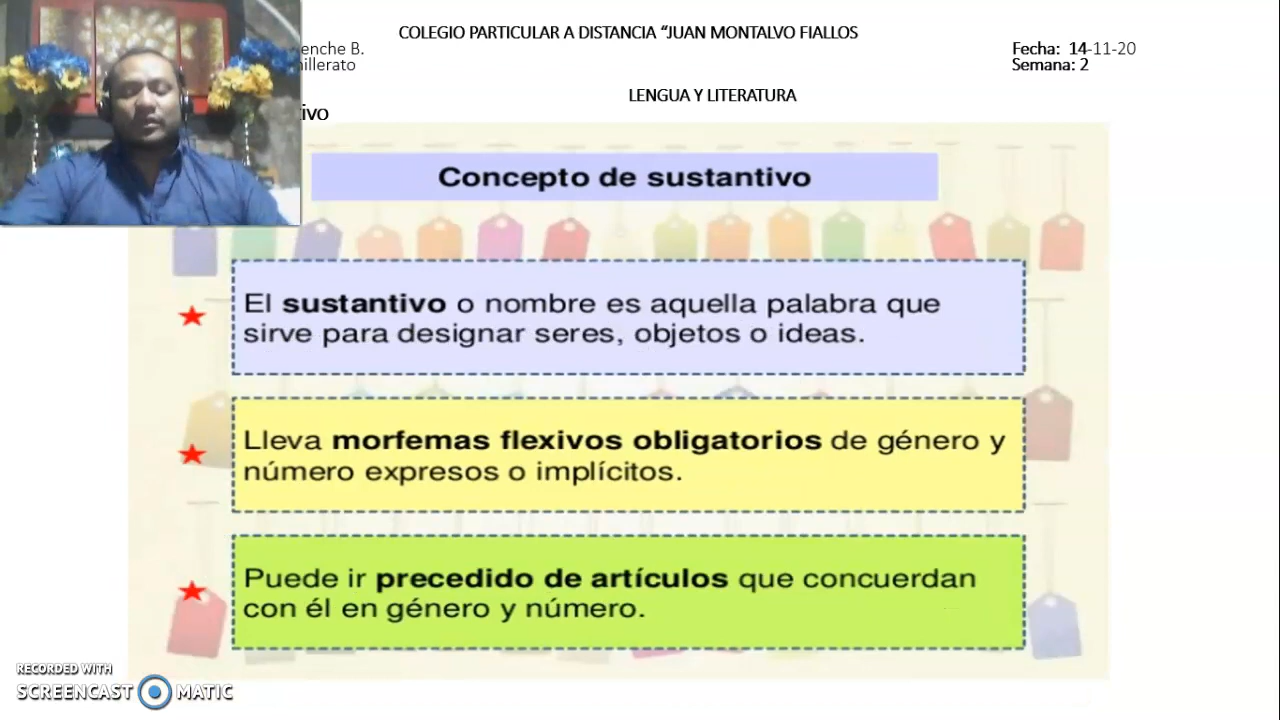 COLEGIO PARTICULAR A DISTANCIA “JUAN MONTALVO FIALLOS
enche B.
Fecha: 14-11-20
illerato
Semana: 2
LENGUA Y LITERATURA
ivo
Concepto de sustantivo
El sustantivo o nombre es aquella palabra que
sirve para designar seres, objetos o ideas.
Lleva morfemas flexivos obligatorios de género y
número expresos o implícitos.
Puede ir precedido de artículos que concuerdan
con él en género y número.
RECORDED WITH
SCREENCAST MATIC